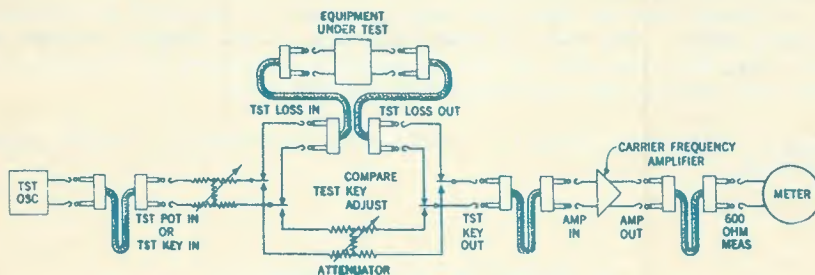 EQUIPMENT
UNDER TEST
TST LOSS IN
TST LOSS OUT
CARRIER FREQUENCY
AMPLIFIER
TST
OSC
COMPARE
TEST KEY
ADJUST
TST POT IN
OR
TST KEY IN
TST
KEY
OUT
AMP
IN
AMP
OUT
600
OHM
MEAS
METER
ATTENUATOR